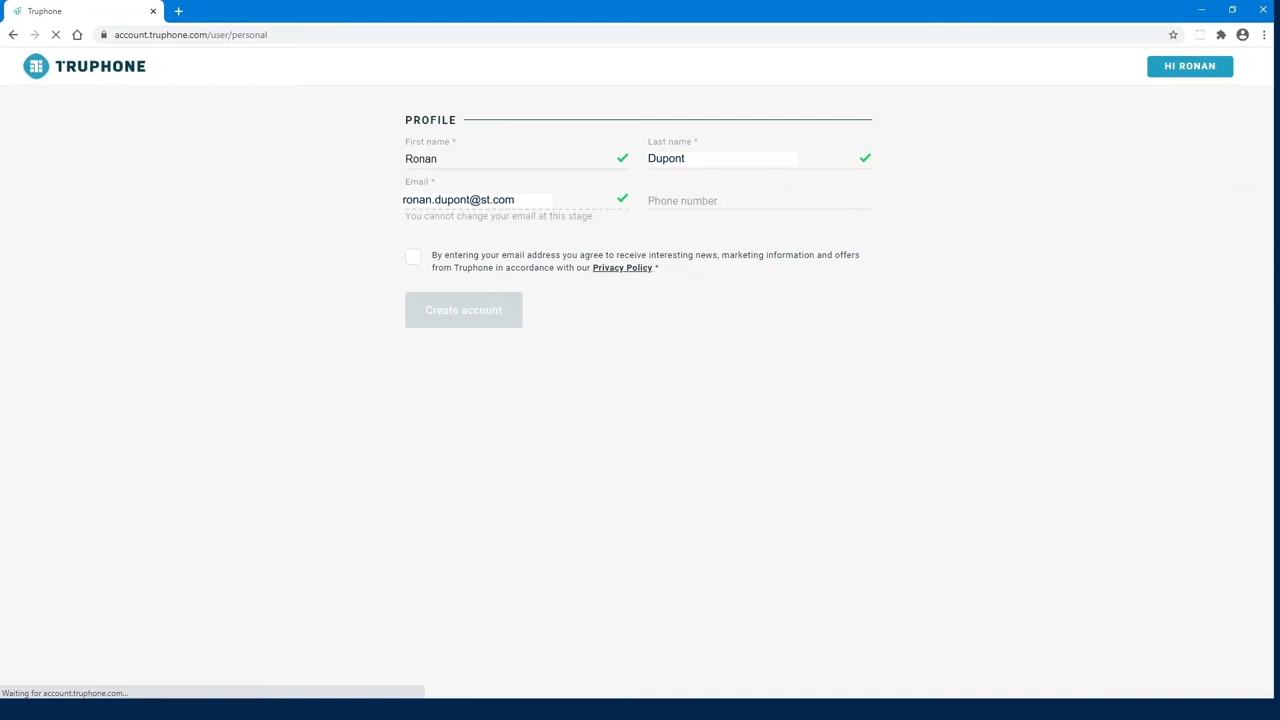 Truphone
account.truphone.com/user/personal
TRUPHONE
HI RONAN
PROFILE
First name *
Last name *
Ronan
Dupont
Email *
ronan.dupont@st.com
Phone number
You cannot change your email at this stage
By entering your email address you agree to receive interesting news, marketing information and offers
from Truphone in accordance with our Privacy Policy *
Create account
Waiting for account.truphone.com...